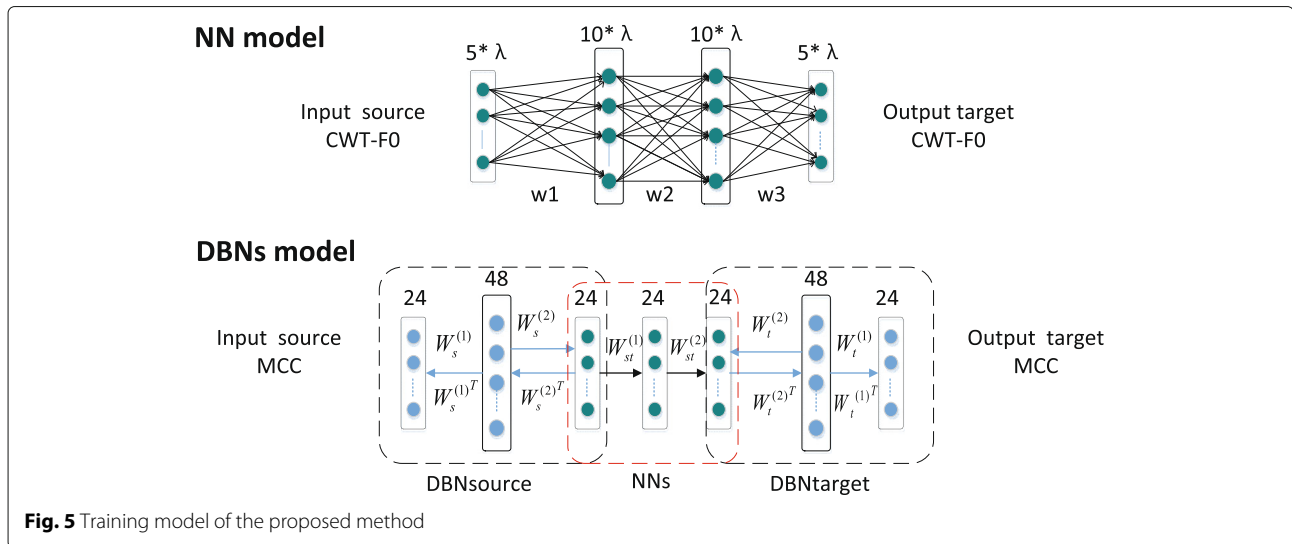 NN model
5* λ
10* λ
10* λ
5* λ
Input source
CWT-F0
Output target
CWT-F0
w1
w2
w3
DBNs model
24
48
24
24
24
48
24
Input source
MCC
W_s^(1)
W_s^(2)
W_st^(1)
W_st^(2)
W_t^(2)
W_t^(1)
W_s^(1)^T
W_s^(2)^T
W_t^(2)^T
W_t^(1)^T
Output target
MCC
DBNsource
NNs
DBNtarget
Fig. 5 Training model of the proposed method